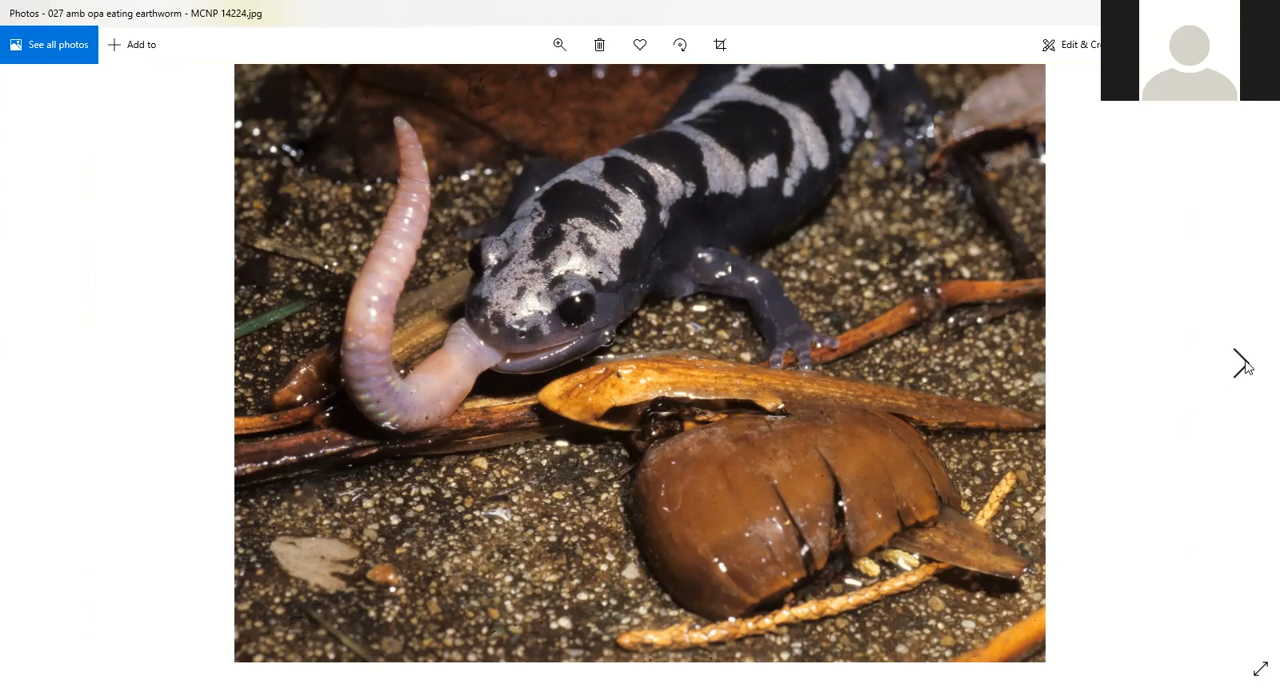 Photos - 027 amb opa eating earthworm - MCNP 14224.jpg
See all photos
Add to
Edit & Cr